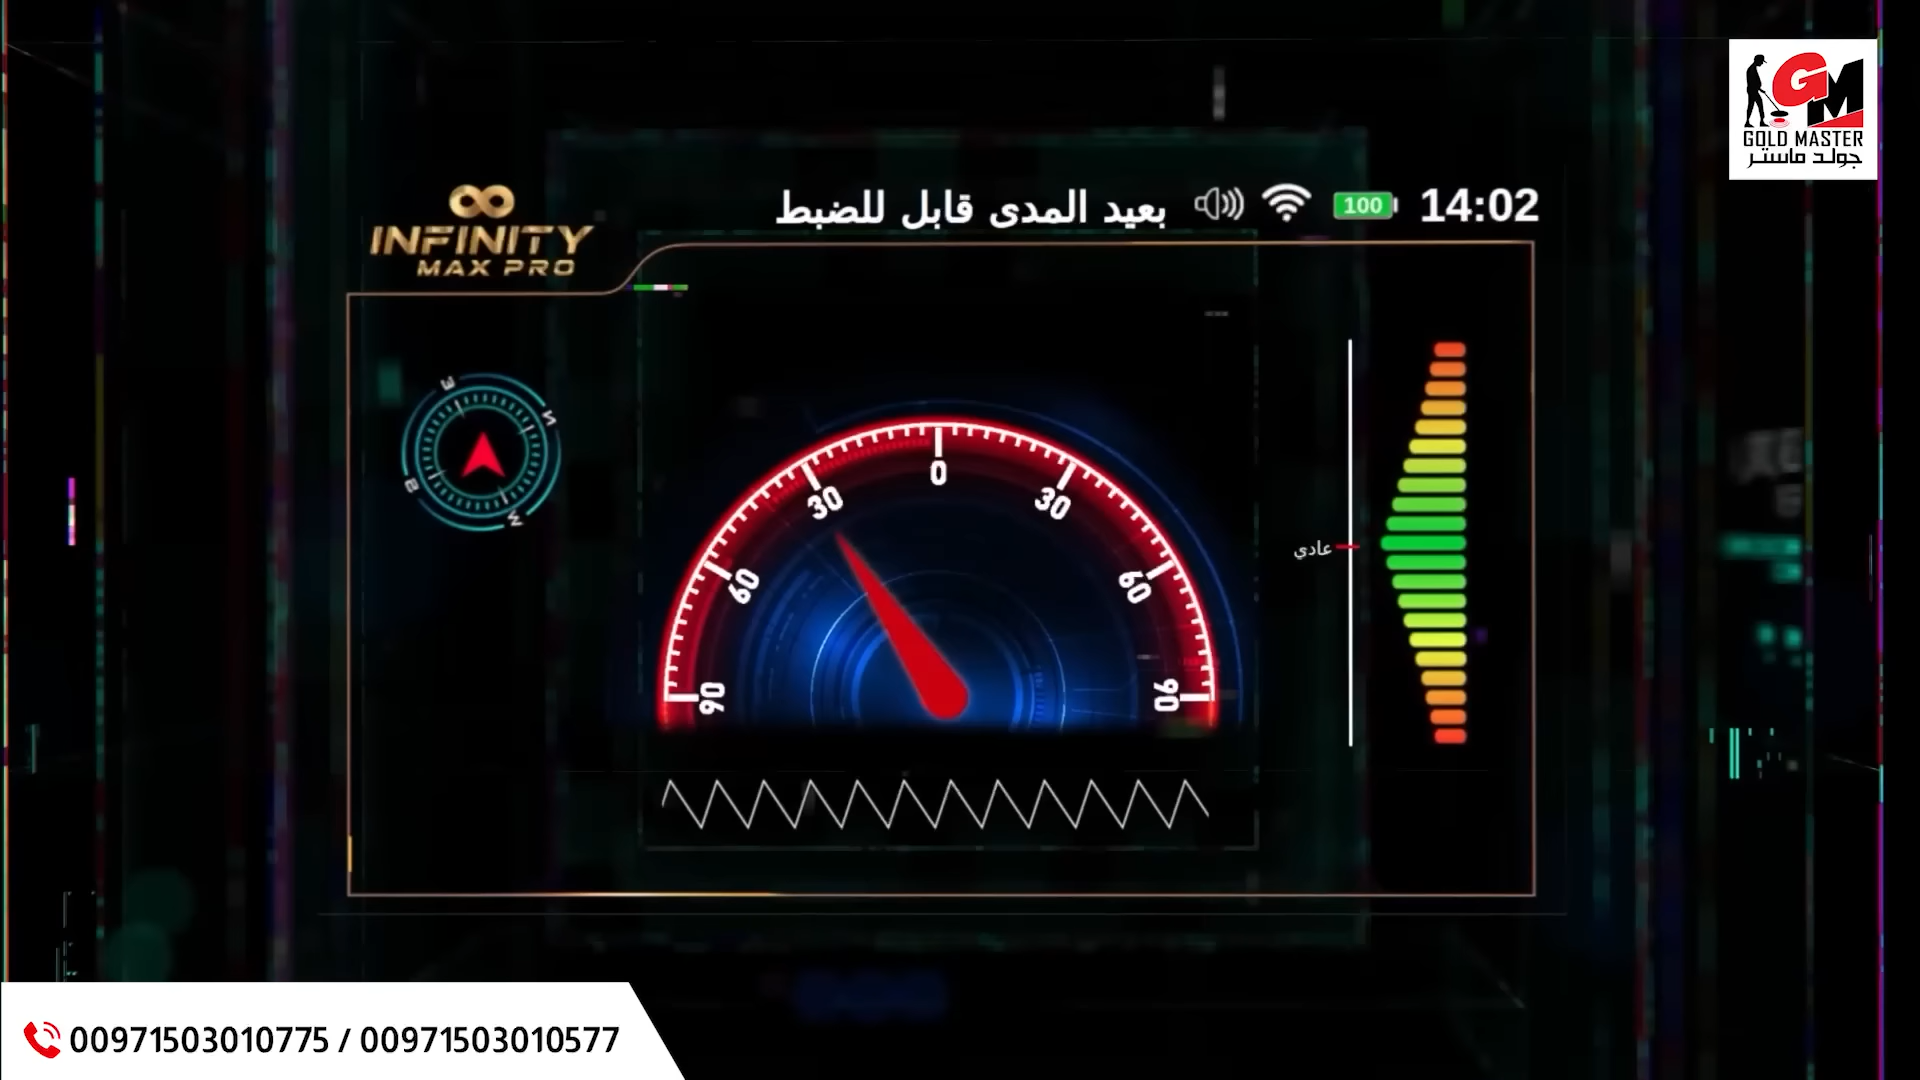 GM
GOLD MASTER
جولد ماستر
INFINITY
MAX PRO
بعيد المدى قابل للضبط
100
14:02
90
60
30
0
30
60
90
عادي
00971503010775 / 00971503010577